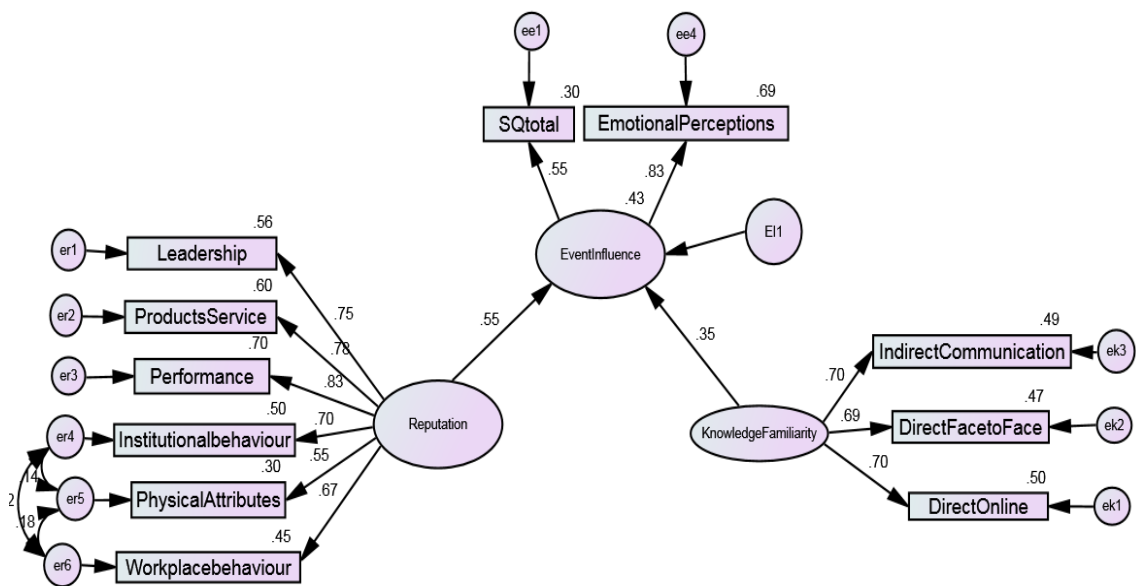 ee1
ee4
.30
.69
SQtotal
EmotionalPerceptions
.55
.83
.43
EventInfluence
EI1
.56
er1
Leadership
.60
er2
ProductsService
.75
.70
.78
er3
Performance
.83
.50
er4
Institutionalbehaviour
.70
.30
.55
er5
PhysicalAttributes
.67
.14
2
.18
.45
er6
Workplacebehaviour
Reputation
.55
.35
KnowledgeFamiliarity
.49
IndirectCommunication
ek3
.70
.47
.69
DirectFacetoFace
ek2
.70
.50
DirectOnline
ek1